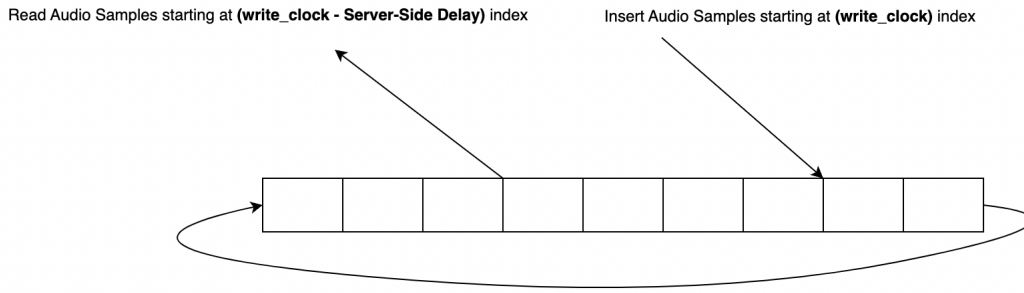 Read Audio Samples starting at (write_clock - Server-Side Delay) index
Insert Audio Samples starting at (write_clock) index